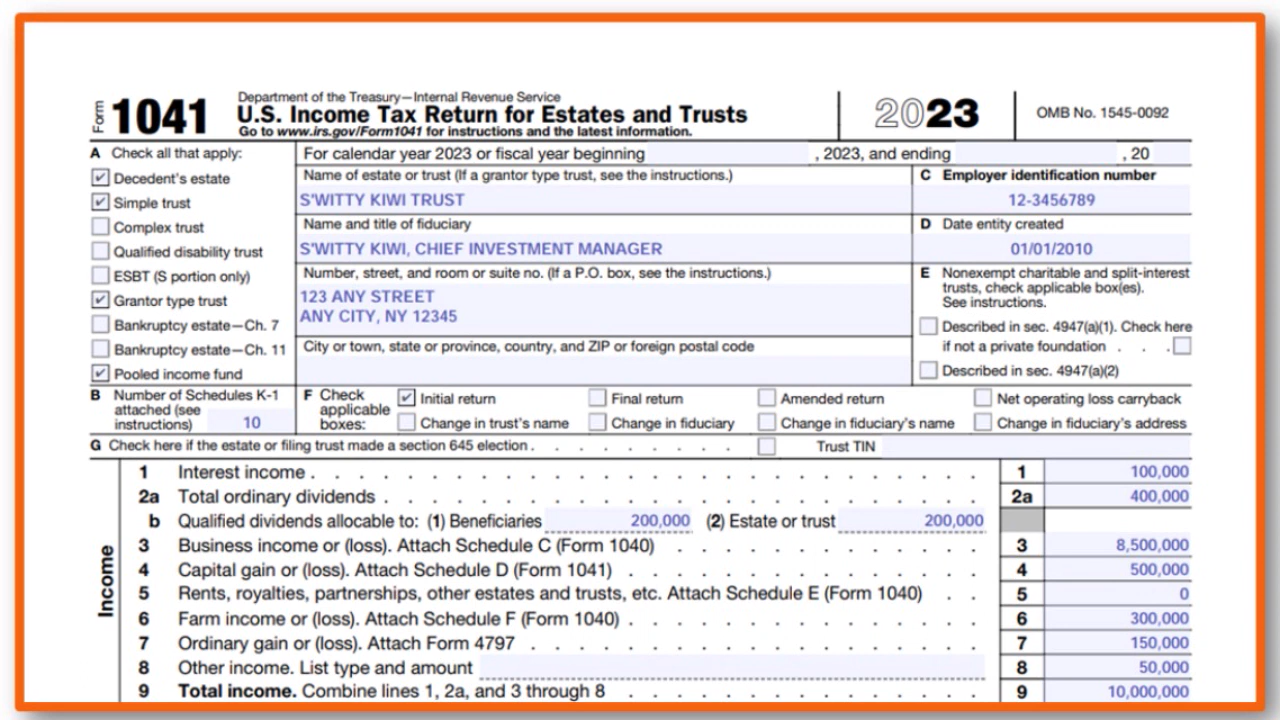 Form 1041
Department of the Treasury—Internal Revenue Service
U.S. Income Tax Return for Estates and Trusts
Go to www.irs.gov/Form1041 for instructions and the latest information.
2023
OMB No. 1545-0092
A Check all that apply:
For calendar year 2023 or fiscal year beginning , 2023, and ending , 20
Decedent's estate
Simple trust
Complex trust
Qualified disability trust
ESBT (S portion only)
Grantor type trust
Bankruptcy estate—Ch. 7
Bankruptcy estate—Ch. 11
Pooled income fund
Name of estate or trust (If a grantor type trust, see the instructions.)
S'WITTY KIWI TRUST
Name and title of fiduciary
S'WITTY KIWI, CHIEF INVESTMENT MANAGER
Number, street, and room or suite no. (If a P.O. box, see the instructions.)
123 ANY STREET
ANY CITY, NY 12345
City or town, state or province, country, and ZIP or foreign postal code
C Employer identification number
12-3456789
D Date entity created
01/01/2010
E Nonexempt charitable and split-interest
trusts, check applicable box(es).
See instructions.
Described in sec. 4947(a)(1). Check here
if not a private foundation . . .
Described in sec. 4947(a)(2)
B Number of Schedules K-1
attached (see
instructions) 10
F Check
applicable
boxes:
Initial return
Final return
Amended return
Net operating loss carryback
Change in trust's name
Change in fiduciary
Change in fiduciary's name
Change in fiduciary's address
G Check here if the estate or filing trust made a section 645 election . . . . . . . . Trust TIN
Income
1 Interest income . . . . . . . . . . . . . . . . . . . . 1 100,000
2a Total ordinary dividends . . . . . . . . . . . . . . . . . 2a 400,000
b Qualified dividends allocable to: (1) Beneficiaries 200,000 (2) Estate or trust 200,000
3 Business income or (loss). Attach Schedule C (Form 1040) . . . . . . . . . 3 8,500,000
4 Capital gain or (loss). Attach Schedule D (Form 1041) . . . . . . . . . . 4 500,000
5 Rents, royalties, partnerships, other estates and trusts, etc. Attach Schedule E (Form 1040) . . 5 0
6 Farm income or (loss). Attach Schedule F (Form 1040) . . . . . . . . . . 6 300,000
7 Ordinary gain or (loss). Attach Form 4797 . . . . . . . . . . . . . 7 150,000
8 Other income. List type and amount 8 50,000
9 Total income. Combine lines 1, 2a, and 3 through 8 . . . . . . . . . . 9 10,000,000